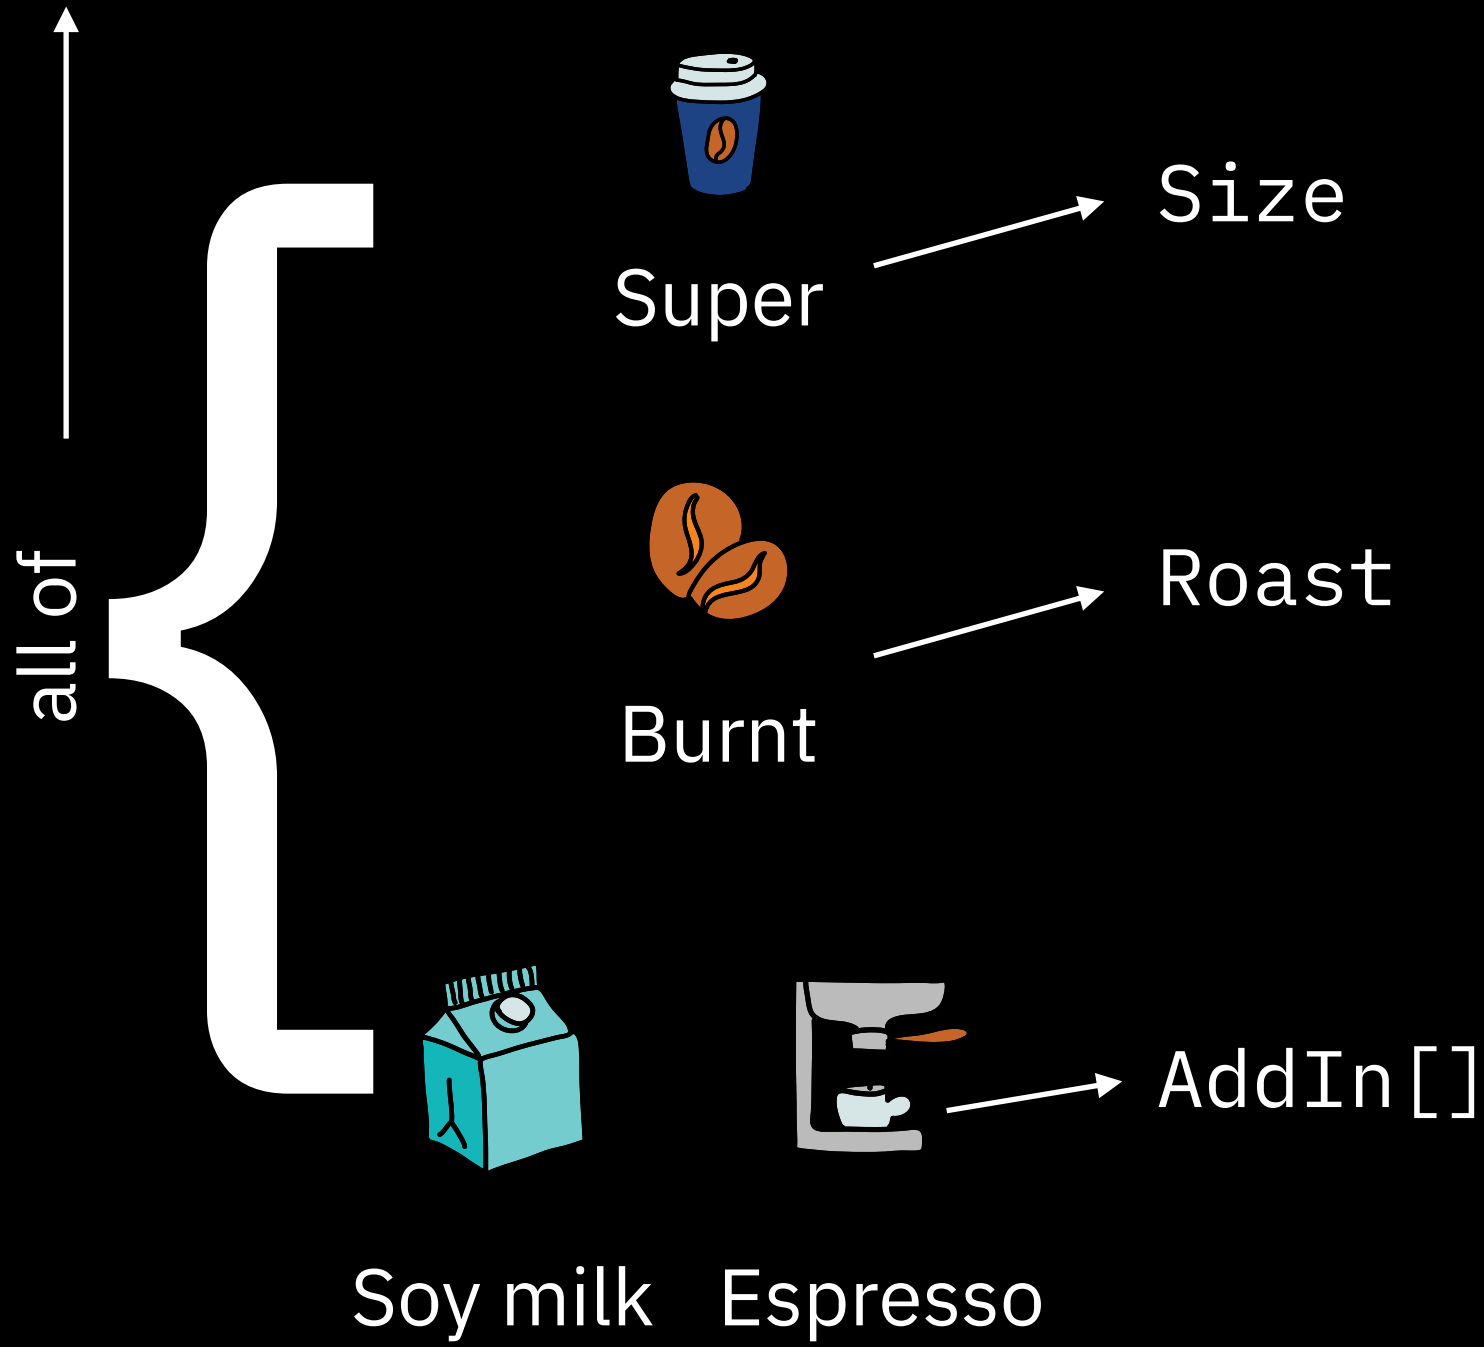 all of
Super
Size
Burnt
Roast
AddIn[]
Soy milk
Espresso